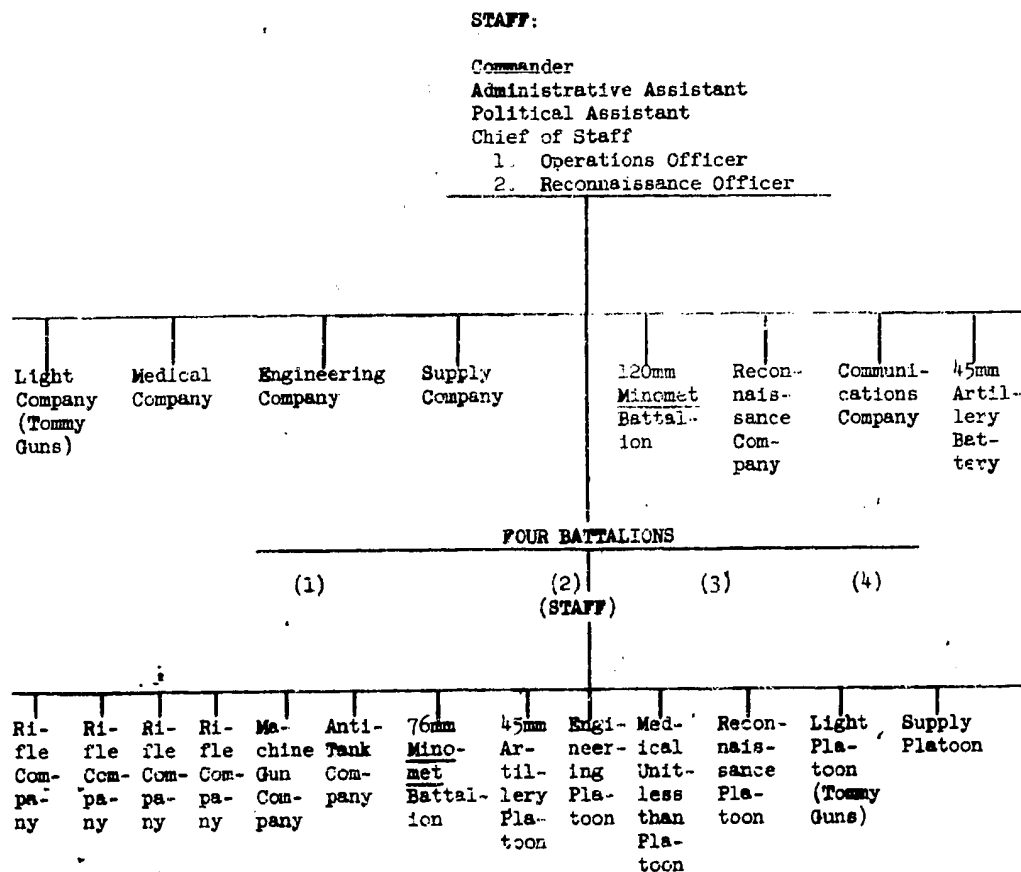 STAFF:
Commander
Administrative Assistant
Political Assistant
Chief of Staff
1. Operations Officer
2. Reconnaissance Officer
Light
Company
(Tommy
Guns)
Medical
Company
Engineering
Company
Supply
Company
120mm
Minomet
Battal-
ion
Recon-
nais-
sance
Com-
pany
Communi-
cations
Company
45mm
Artil-
lery
Bat-
tery
FOUR BATTALIONS
(1) (2) (3) (4)
(STAFF)
Ri-
fle
Com-
pa-
ny
Ri-
fle
Com-
pa-
ny
Ri-
fle
Com-
pa-
ny
Ri-
fle
Com-
pa-
ny
Ma-
chine
Gun
Com-
pany
Anti-
Tank
Com-
pany
76mm
Mino-
met
Battal-
ion
45mm
Ar-
til-
lery
Pla-
toon
Engi-
neer-
ing
Pla-
toon
Med-
ical
Unit-
less
than
Pla-
toon
Recon-
nais-
sance
Pla-
toon
Light
Pla-
toon
(Tommy
Guns)
Supply
Platoon